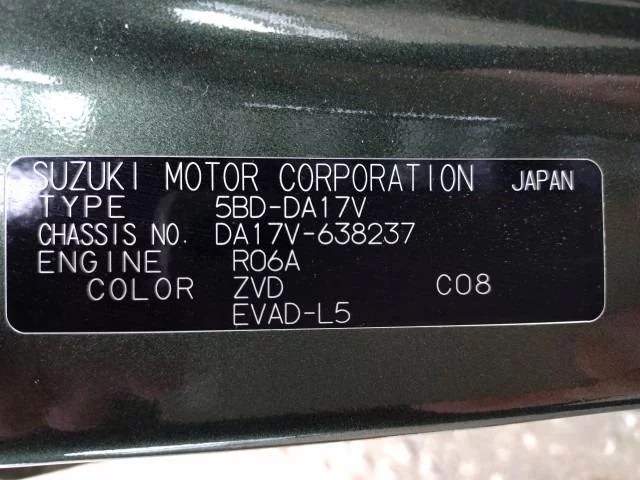 SUZUKI MOTOR CORPORATION JAPAN
TYPE 5BD-DA17V
CHASSIS NO. DA17V-638237
ENGINE R06A
COLOR ZVD C08
EVAD-L5